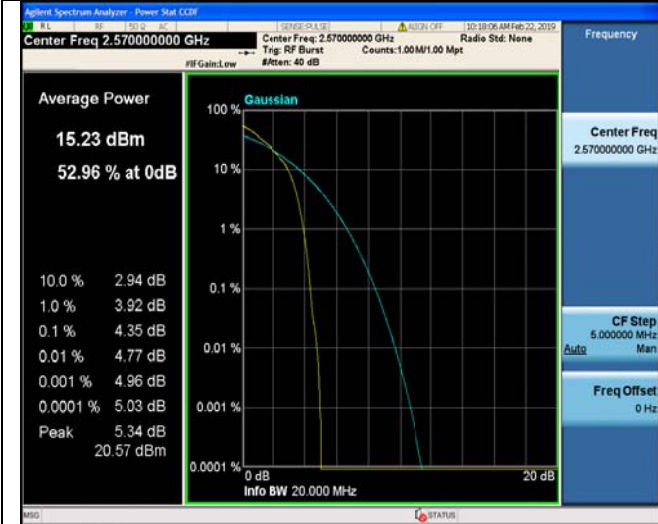 Agilent Spectrum Analyzer - Power Stat CCDF
RL RF 50 Ω AC SENSE:PULSE ALIGN OFF 10:18:06 AM Feb 22, 2019
Center Freq 2.570000000 GHz
Center Freq: 2.570000000 GHz Radio Std: None
Trig: RF Burst Counts:1.00 M/1.00 Mpt
#IFGain:Low #Atten: 40 dB
Frequency
Average Power
15.23 dBm
52.96 % at 0dB
10.0 % 2.94 dB
1.0 % 3.92 dB
0.1 % 4.35 dB
0.01 % 4.77 dB
0.001 % 4.96 dB
0.0001 % 5.03 dB
Peak 5.34 dB
20.57 dBm
Gaussian
100 %
10 %
1 %
0.1 %
0.01 %
0.001 %
0.0001 %
0 dB 20 dB
Info BW 20.000 MHz
Center Freq
2.570000000 GHz
CF Step
5.000000 MHz
Auto Man
Freq Offset
0 Hz
MSG STATUS